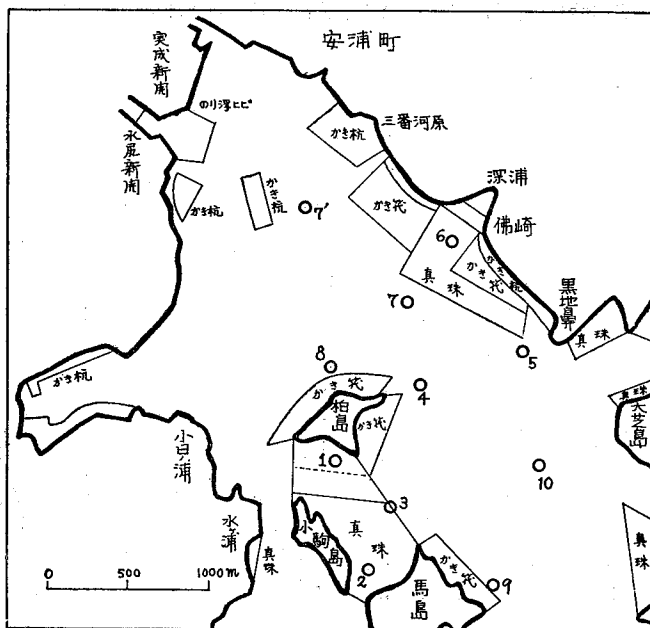 安浦町
実成新開
のり浮ヒビ
水尻新開
かき杭
三番河原
かき杭
かき杭
7'
かき筏
深浦
佛崎
6
かき杭
かき筏
真珠
7
黒地鼻
真珠
5
8
かき筏
4
柏島
かき筏
1
真珠
大芝島
10
かき杭
小日ノ浦
3
水ヶ浦
真珠
小駒島
真珠
2
かき筏
9
馬島
真珠
0 500 1000m